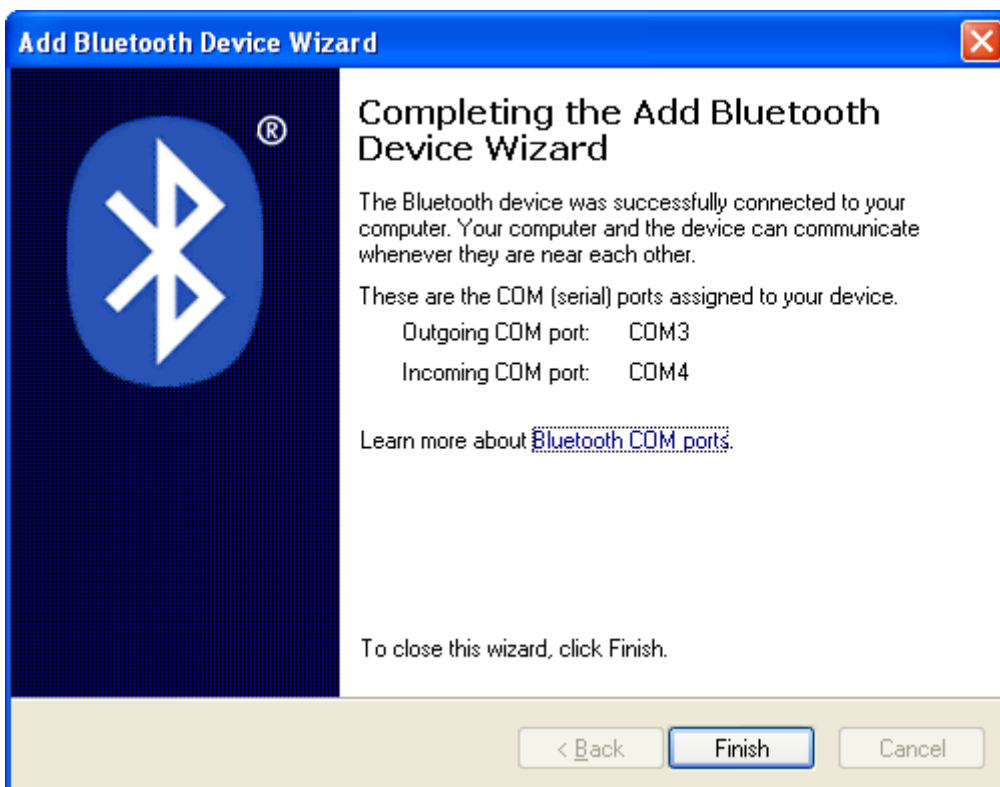 Add Bluetooth Device Wizard
®
Completing the Add Bluetooth
Device Wizard
The Bluetooth device was successfully connected to your
computer. Your computer and the device can communicate
whenever they are near each other.
These are the COM (serial) ports assigned to your device.
Outgoing COM port: COM3
Incoming COM port: COM4
Learn more about Bluetooth COM ports.
To close this wizard, click Finish.
< Back Finish Cancel